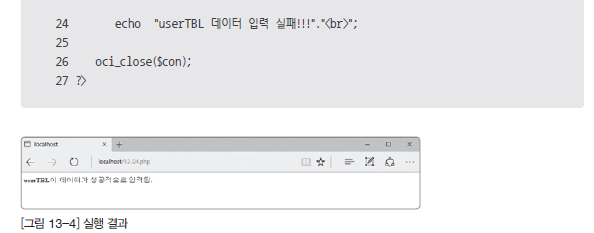 24 echo "userTBL 데이터 입력 실패!!!"."<br>";
25
26 oci_close($con);
27 ?>
localhost × +
localhost/13-04.php
userTBL이 데이터가 성공적으로 입력됨.
[그림 13-4] 실행 결과